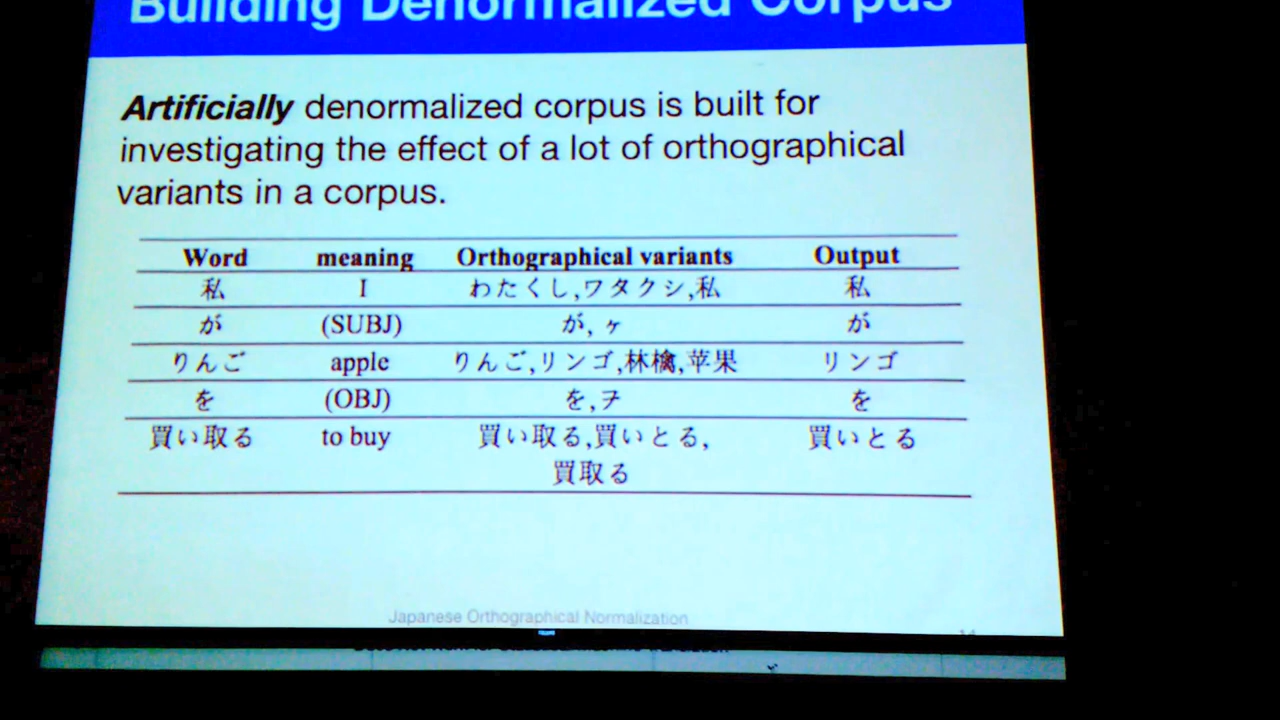 Building Denormalized Corpus
Artificially denormalized corpus is built for
investigating the effect of a lot of orthographical
variants in a corpus.
Word meaning Orthographical variants Output
私 I わたくし,ワタクシ,私 私
が (SUBJ) が, ヶ が
りんご apple りんご,リンゴ,林檎,苹果 リンゴ
を (OBJ) を,ヲ を
買い取る to buy 買い取る,買いとる, 買いとる
買取る
Japanese Orthographical Normalization
14